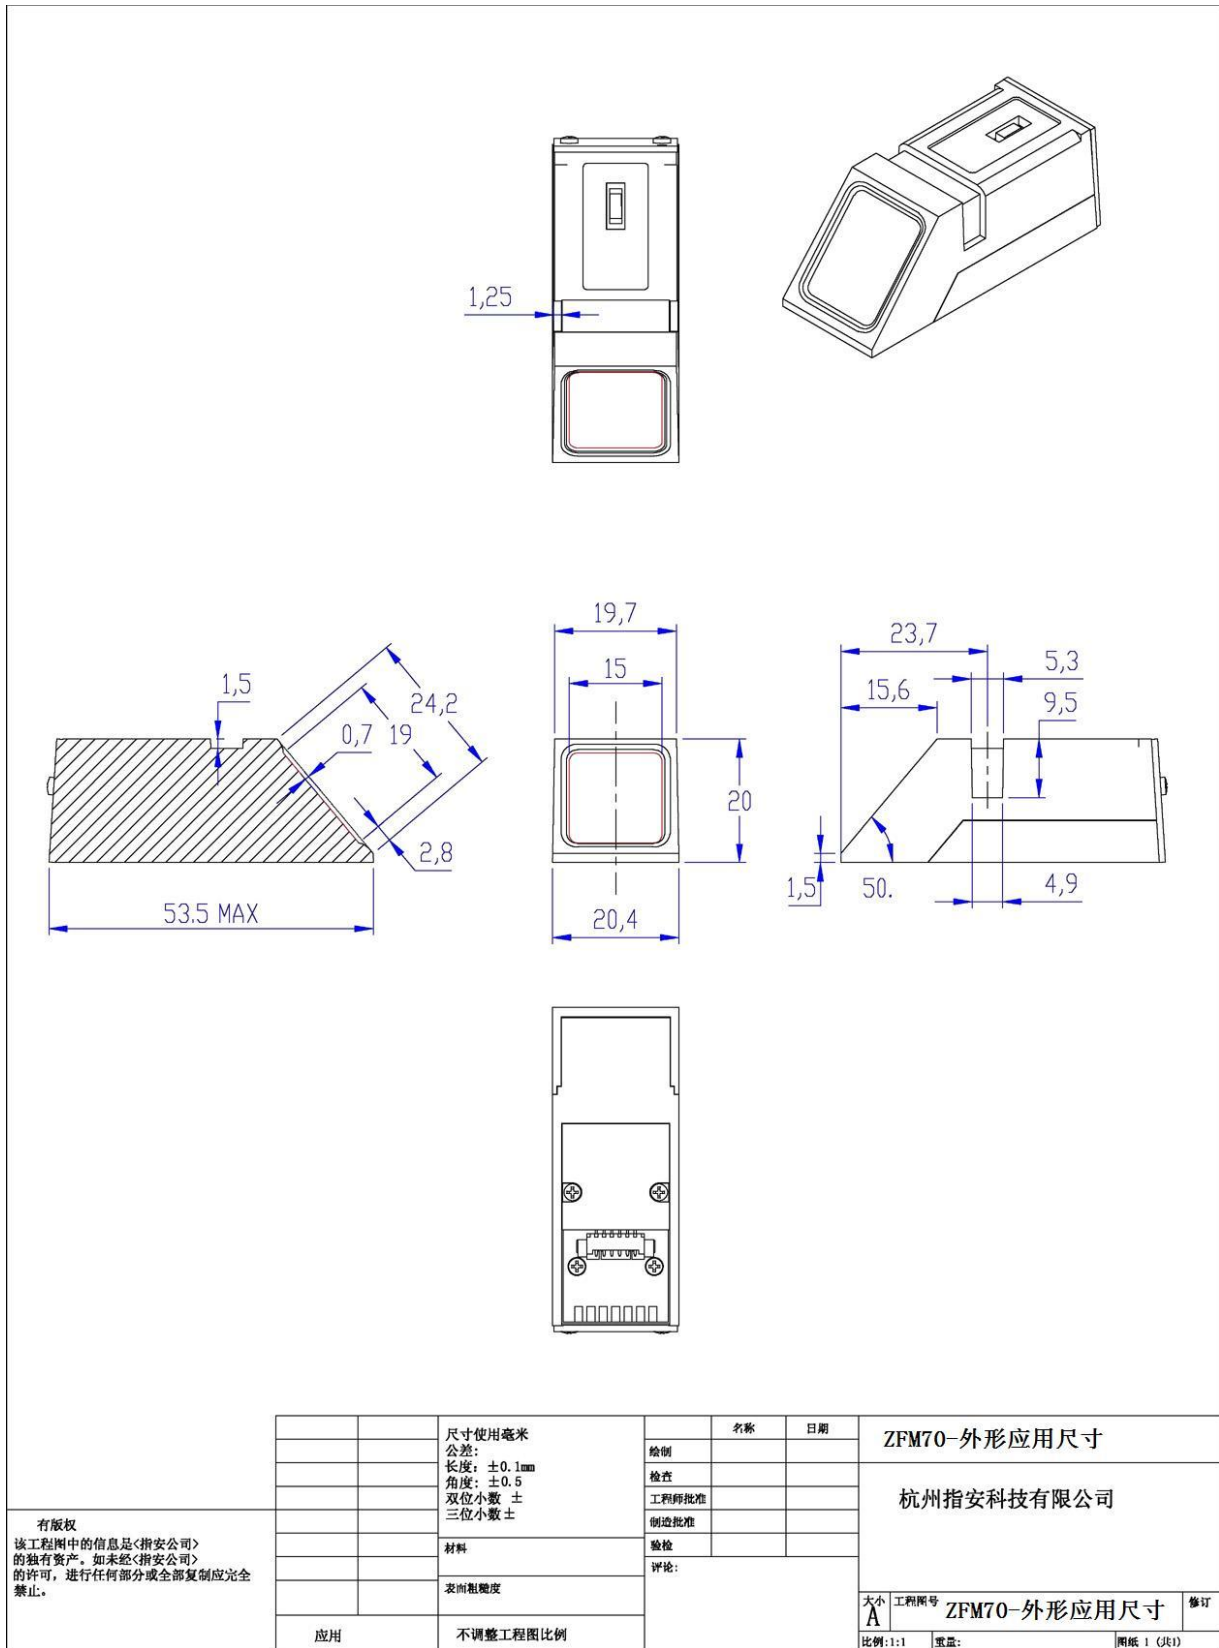 1,25
19,7
15
20
20,4
1,5
24,2
19
0,7
2,8
53.5 MAX
23,7
5,3
15,6
9,5
1,5
50.
4,9
有版权
该工程图中的信息是<指安公司>
的独有资产。如未经<指安公司>
的许可，进行任何部分或全部复制应完全
禁止。
应用
尺寸使用毫米
公差:
长度: ±0.1mm
角度: ±0.5
双位小数 ±
三位小数±
材料
表面粗糙度
不调整工程图比例
名称 日期
绘制
检查
工程师批准
制造批准
验检
评论:
ZFM70-外形应用尺寸
杭州指安科技有限公司
大小 工程图号 修订
A ZFM70-外形应用尺寸
比例:1:1 重量: 图纸 1 (共1)